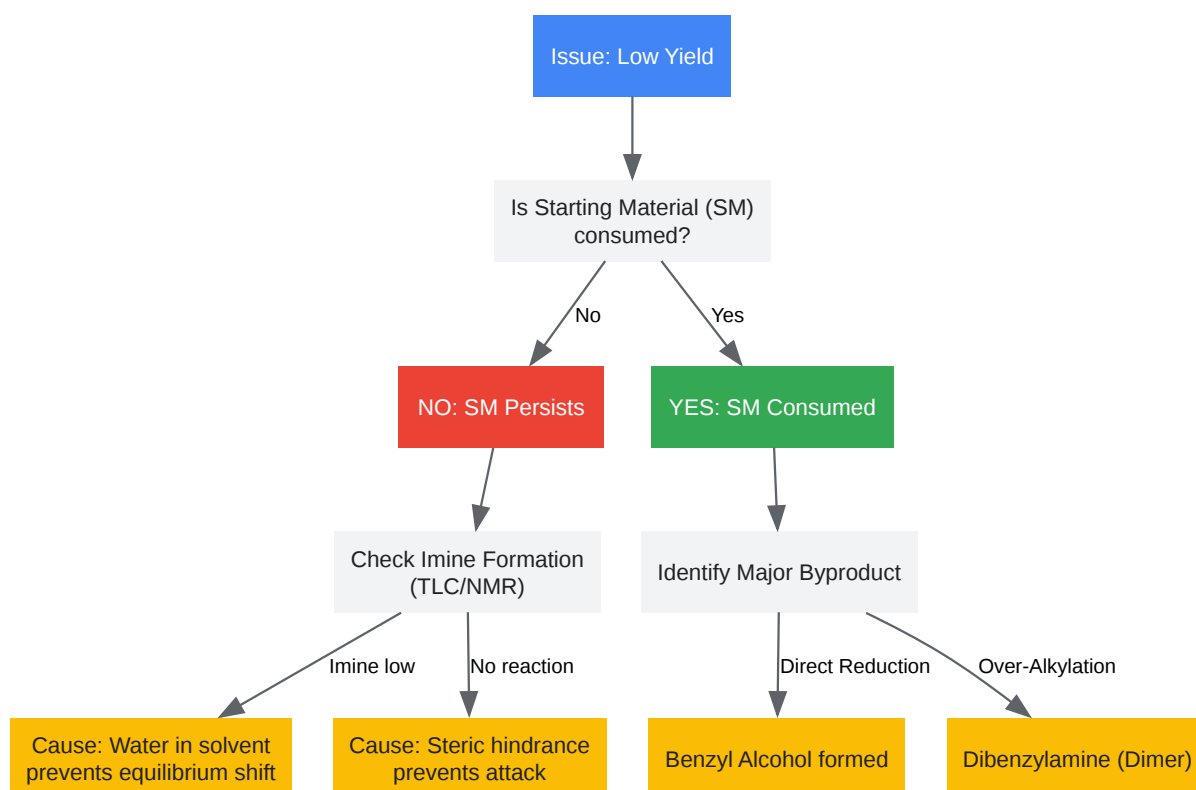 Issue: Low Yield
Is Starting Material (SM)
consumed?
No
Yes
NO: SM Persists
YES: SM Consumed
Check Imine Formation
(TLC/NMR)
Identify Major Byproduct
Imine low
No reaction
Direct Reduction
Over-Alkylation
Cause: Water in solvent
prevents equilibrium shift
Cause: Steric hindrance
prevents attack
Benzyl Alcohol formed
Dibenzylamine (Dimer)